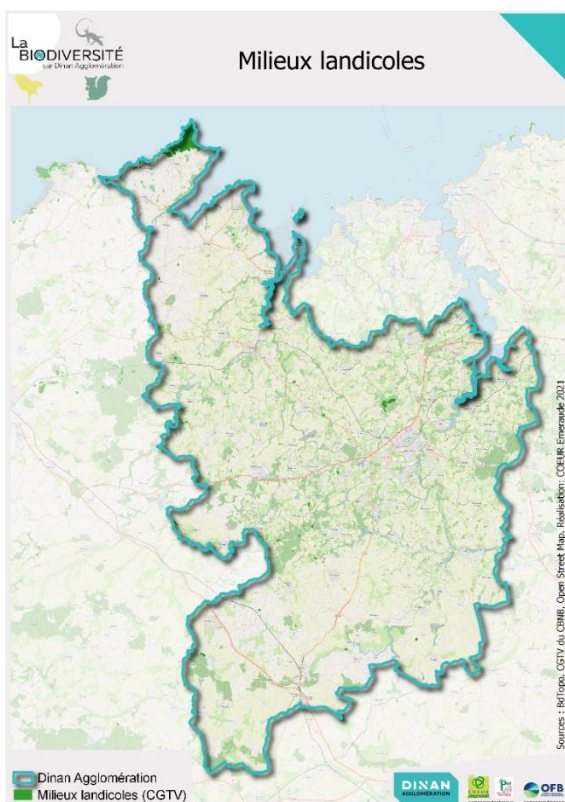 La
BIODIVERSITÉ
sur Dinan Agglomération
Milieux landicoles
Sources : BdTopo, CGTV du CBNB, Open Street Map. Réalisation: COEUR Emeraude 2021
Dinan Agglomération
Milieux landicoles (CGTV)
DINAN
AGGLOMÉRATION
OFB